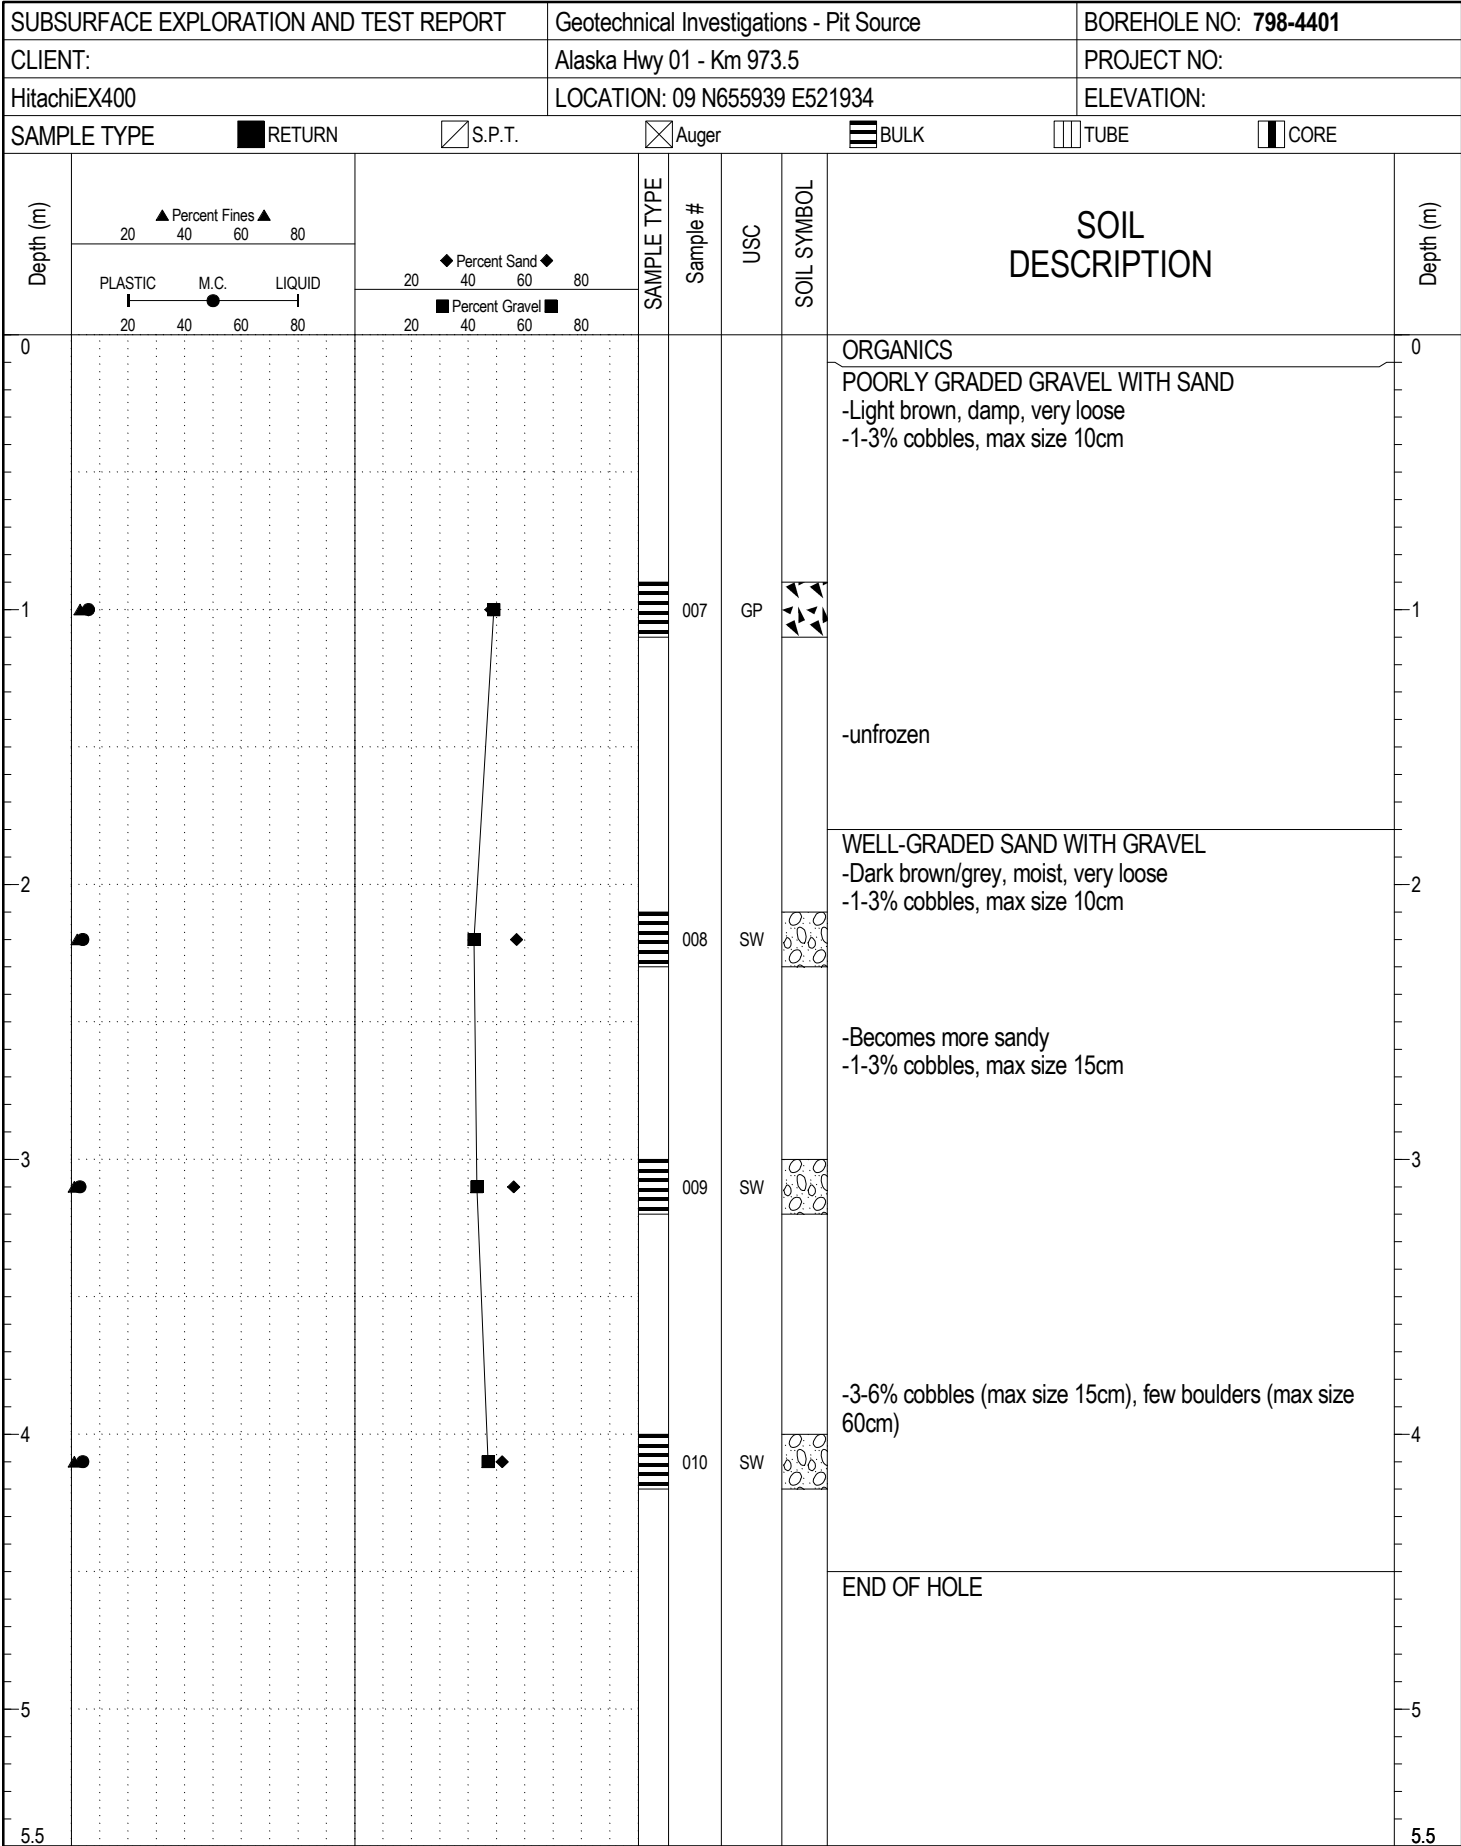 SUBSURFACE EXPLORATION AND TEST REPORT
Geotechnical Investigations - Pit Source
BOREHOLE NO: 798-4401
CLIENT:
Alaska Hwy 01 - Km 973.5
PROJECT NO:
HitachiEX400
LOCATION: 09 N655939 E521934
ELEVATION:
SAMPLE TYPE RETURN S.P.T. Auger BULK TUBE CORE
Depth (m)
Percent Fines
20 40 60 80
PLASTIC M.C. LIQUID
20 40 60 80
Percent Sand
20 40 60 80
Percent Gravel
20 40 60 80
SAMPLE TYPE
Sample #
USC
SOIL SYMBOL
SOIL
DESCRIPTION
Depth (m)
0 ORGANICS 0
POORLY GRADED GRAVEL WITH SAND
-Light brown, damp, very loose
-1-3% cobbles, max size 10cm
1 007 GP 1
-unfrozen
WELL-GRADED SAND WITH GRAVEL
-Dark brown/grey, moist, very loose
2 2
-1-3% cobbles, max size 10cm
008 SW
-Becomes more sandy
-1-3% cobbles, max size 15cm
3 3
009 SW
-3-6% cobbles (max size 15cm), few boulders (max size
60cm)
4 4
010 SW
END OF HOLE
5 5
5.5 5.5